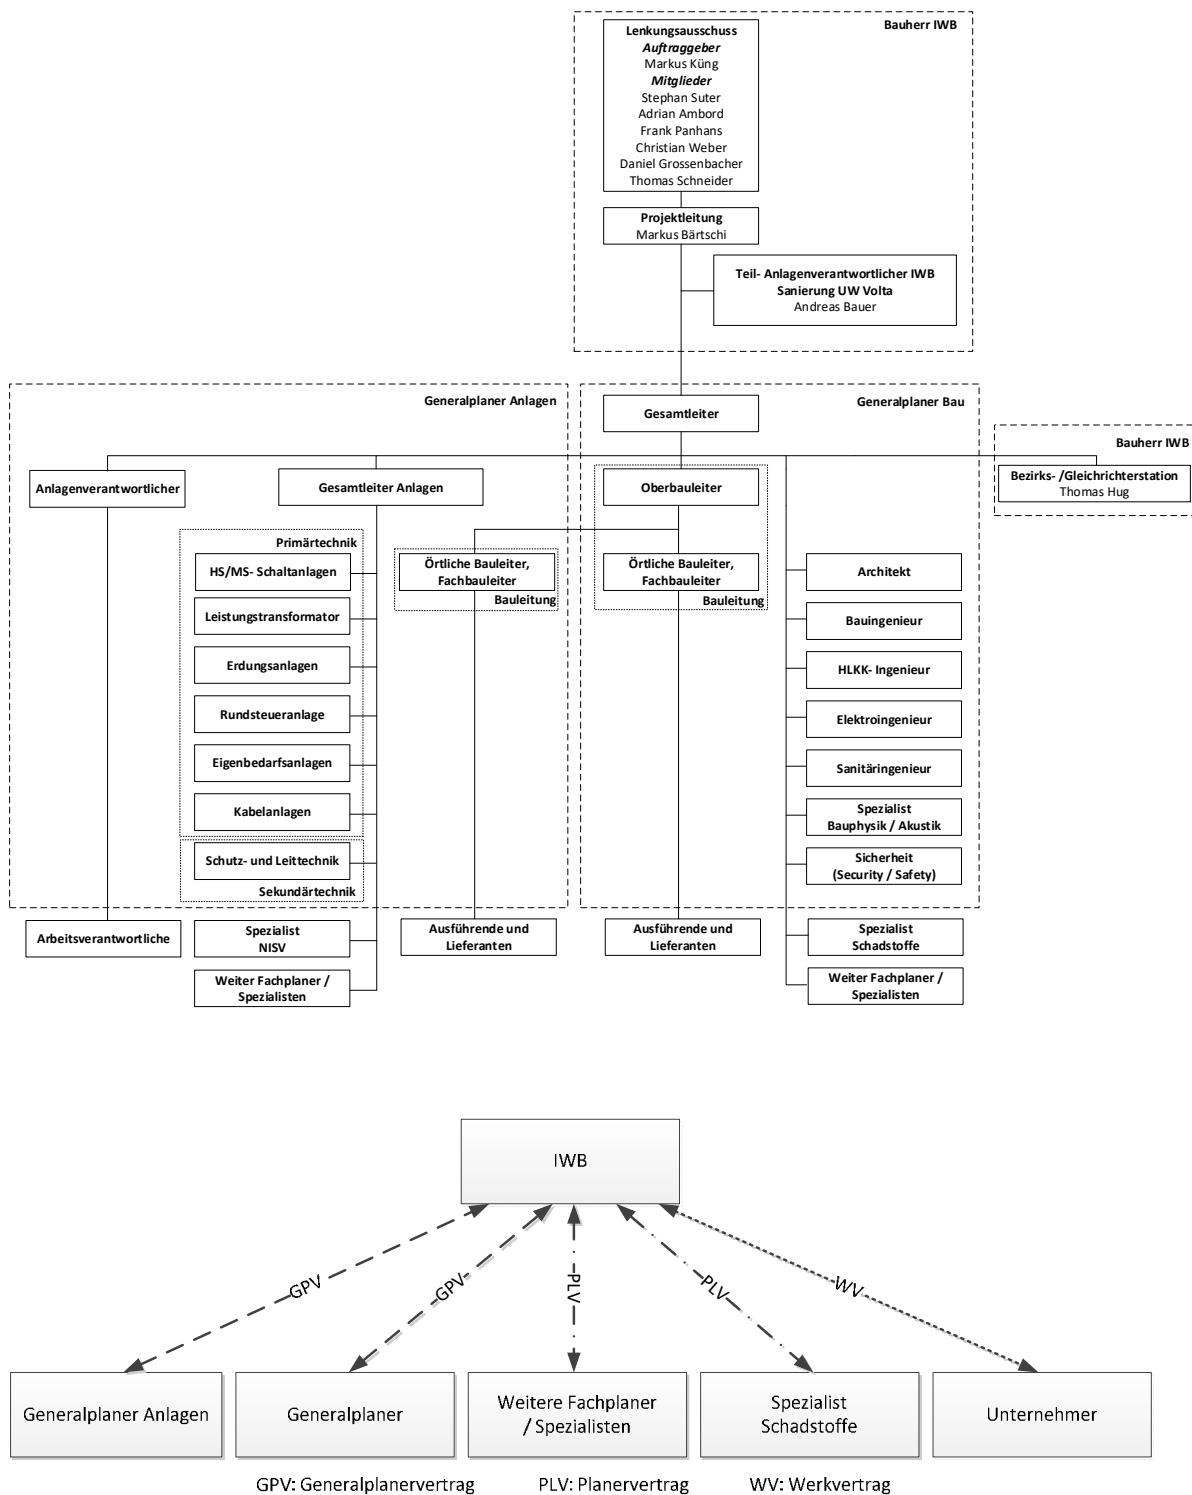 Bauherr IWB
Lenkungsausschuss
Auftraggeber
Markus Küng
Mitglieder
Stephan Suter
Adrian Ambord
Frank Panhans
Christian Weber
Daniel Grossenbacher
Thomas Schneider
Projektleitung
Markus Bärtschi
Teil- Anlagenverantwortlicher IWB
Sanierung UW Volta
Andreas Bauer
Generalplaner Anlagen
Generalplaner Bau
Gesamtleiter
Bauherr IWB
Anlagenverantwortlicher
Gesamtleiter Anlagen
Oberbauleiter
Bezirks- /Gleichrichterstation
Thomas Hug
Primärtechnik
HS/MS- Schaltanlagen
Leistungstransformator
Erdungsanlagen
Rundsteueranlage
Eigenbedarfsanlagen
Kabelanlagen
Schutz- und Leittechnik
Sekundärtechnik
Örtliche Bauleiter,
Fachbauleiter
Bauleitung
Örtliche Bauleiter,
Fachbauleiter
Bauleitung
Architekt
Bauingenieur
HLKK- Ingenieur
Elektroingenieur
Sanitäringenieur
Spezialist
Bauphysik / Akustik
Sicherheit
(Security / Safety)
Arbeitsverantwortliche
Spezialist
NISV
Weiter Fachplaner /
Spezialisten
Ausführende und
Lieferanten
Ausführende und
Lieferanten
Spezialist
Schadstoffe
Weiter Fachplaner /
Spezialisten
IWB
GPV
GPV
PLV
PLV
WV
Generalplaner Anlagen
Generalplaner
Weitere Fachplaner
/ Spezialisten
Spezialist
Schadstoffe
Unternehmer
GPV: Generalplanervertrag
PLV: Planervertrag
WV: Werkvertrag